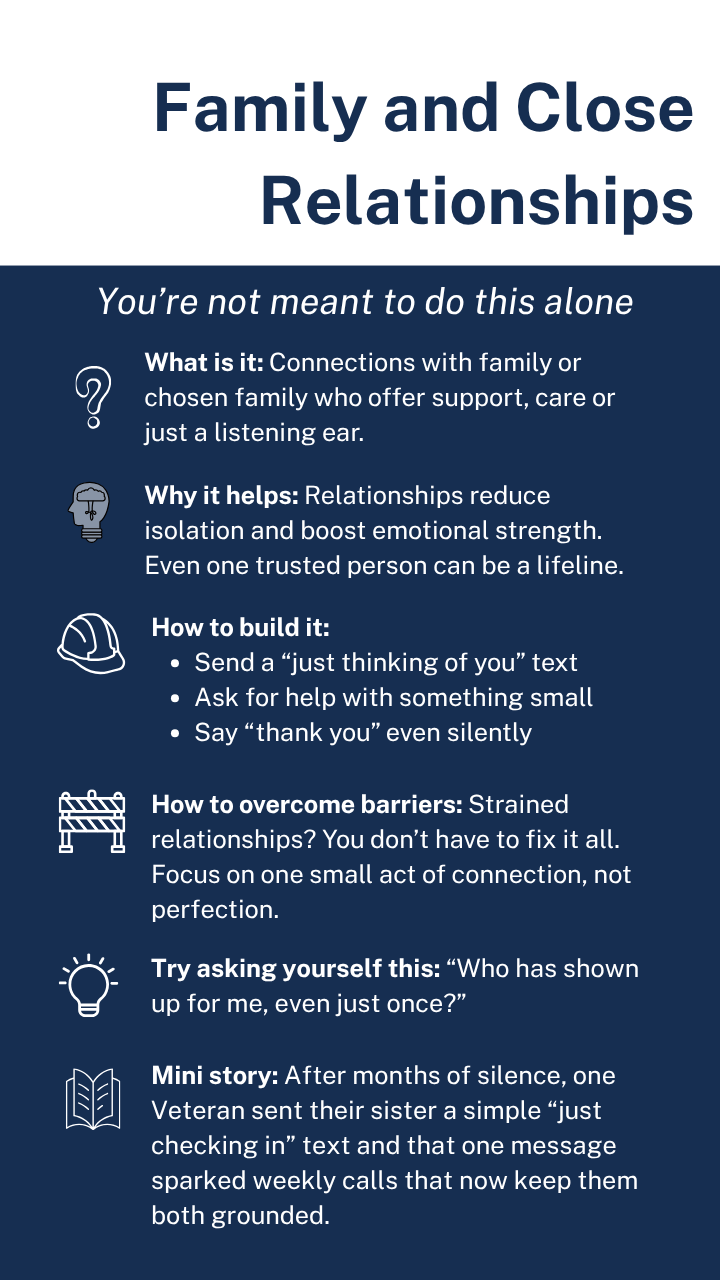 Family and Close
Relationships
You’re not meant to do this alone
What is it: Connections with family or
chosen family who offer support, care or
just a listening ear.
Why it helps: Relationships reduce
isolation and boost emotional strength.
Even one trusted person can be a lifeline.
How to build it:
• Send a “just thinking of you” text
• Ask for help with something small
• Say “thank you” even silently
How to overcome barriers: Strained
relationships? You don’t have to fix it all.
Focus on one small act of connection, not
perfection.
Try asking yourself this: “Who has shown
up for me, even just once?”
Mini story: After months of silence, one
Veteran sent their sister a simple “just
checking in” text and that one message
sparked weekly calls that now keep them
both grounded.